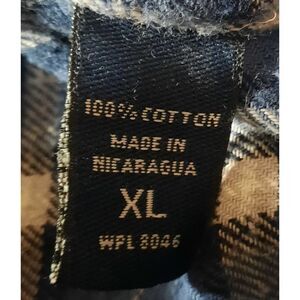 100% COTTON
MADE IN
NICARAGUA
XL
WPL 8046